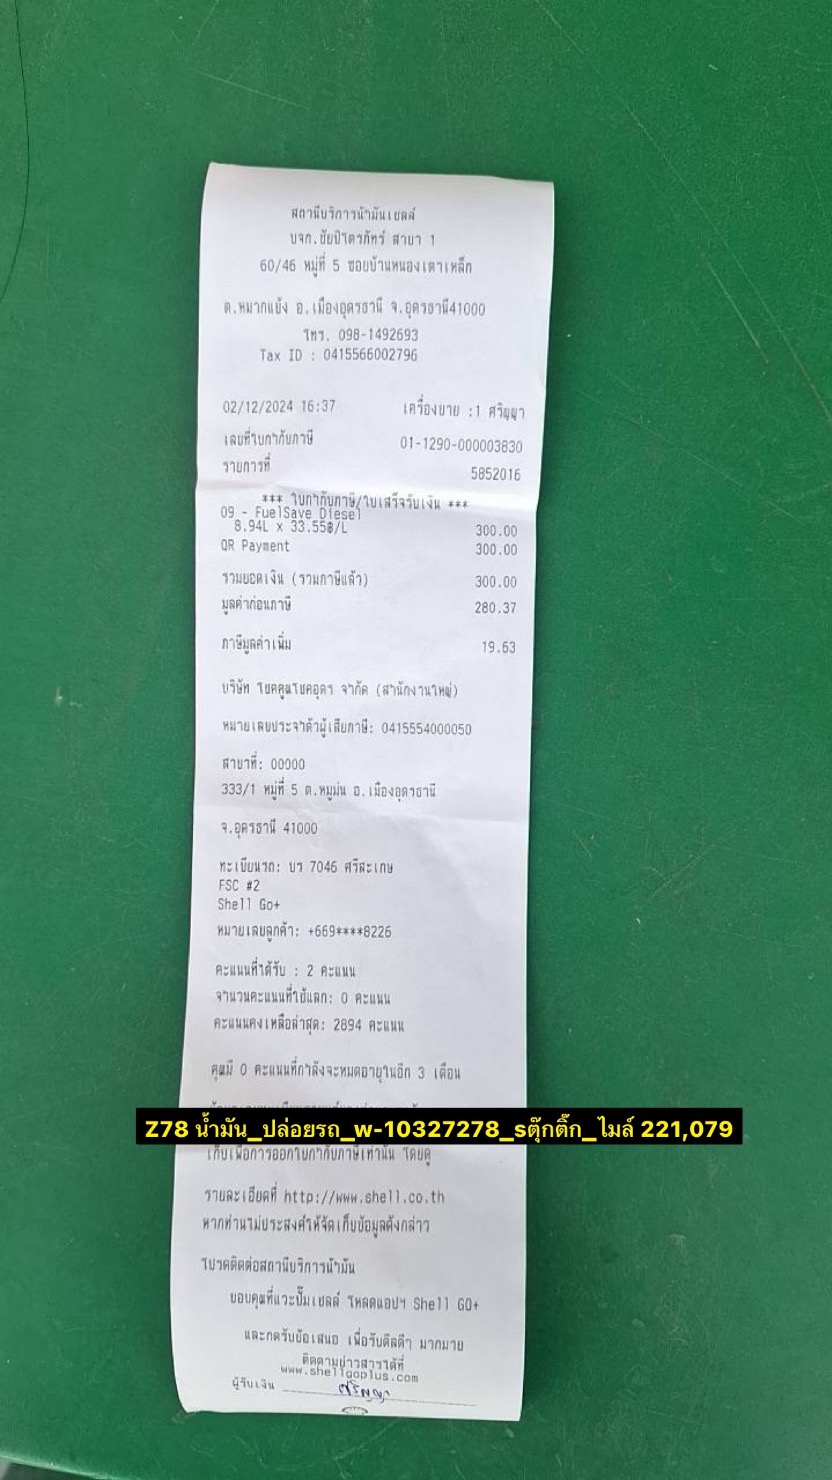 สถานีบริการน้ำมันเชลล์
บจก.ชัยปิโตรภัทร์ สาขา 1
60/46 หมู่ที่ 5 ซอยบ้านหนองเตาเหล็ก
ต.หมากแข้ง อ.เมืองอุดรธานี จ.อุดรธานี41000
โทร. 098-1492693
Tax ID : 0415566002796
02/12/2024 16:37 เครื่องขาย :1 ศริญญา
เลขที่ใบกำกับภาษี 01-1290-000003830
รายการที่ 5852016
*** ใบกำกับภาษี/ใบเสร็จรับเงิน ***
09 - FuelSave Diesel
8.94L x 33.55฿/L 300.00
QR Payment 300.00
รวมยอดเงิน (รวมภาษีแล้ว) 300.00
มูลค่าก่อนภาษี 280.37
ภาษีมูลค่าเพิ่ม 19.63
บริษัท โชคคูณโชคอุดร จำกัด (สำนักงานใหญ่)
หมายเลขประจำตัวผู้เสียภาษี: 0415554000050
สาขาที่: 00000
333/1 หมู่ที่ 5 ต.หมูม่น อ.เมืองอุดรธานี
จ.อุดรธานี 41000
ทะเบียนรถ: บร 7046 ศรีสะเกษ
FSC #2
Shell Go+
หมายเลขลูกค้า: +669****8226
คะแนนที่ได้รับ : 2 คะแนน
จำนวนคะแนนที่ใช้แลก: 0 คะแนน
คะแนนคงเหลือล่าสุด: 2894 คะแนน
คุณมี 0 คะแนนที่กำลังจะหมดอายุในอีก 3 เดือน
Z78 น้ำมัน_ปล่อยรถ_w-10327278_sตุ๊กติ๊ก_ไมล์ 221,079
เก็บเพื่อการออกใบกำกับภาษีเท่านั้น โดยดู
รายละเอียดที่ http://www.shell.co.th
หากท่านไม่ประสงค์ให้จัดเก็บข้อมูลดังกล่าว
โปรดติดต่อสถานีบริการน้ำมัน
ขอบคุณที่แวะปั๊มเชลล์ โหลดแอปฯ Shell GO+
และกดรับข้อเสนอ เพื่อรับดีลดีๆ มากมาย
ติดตามข่าวสารได้ที่
www.shellgoplus.com
ผู้รับเงิน ศริญญา